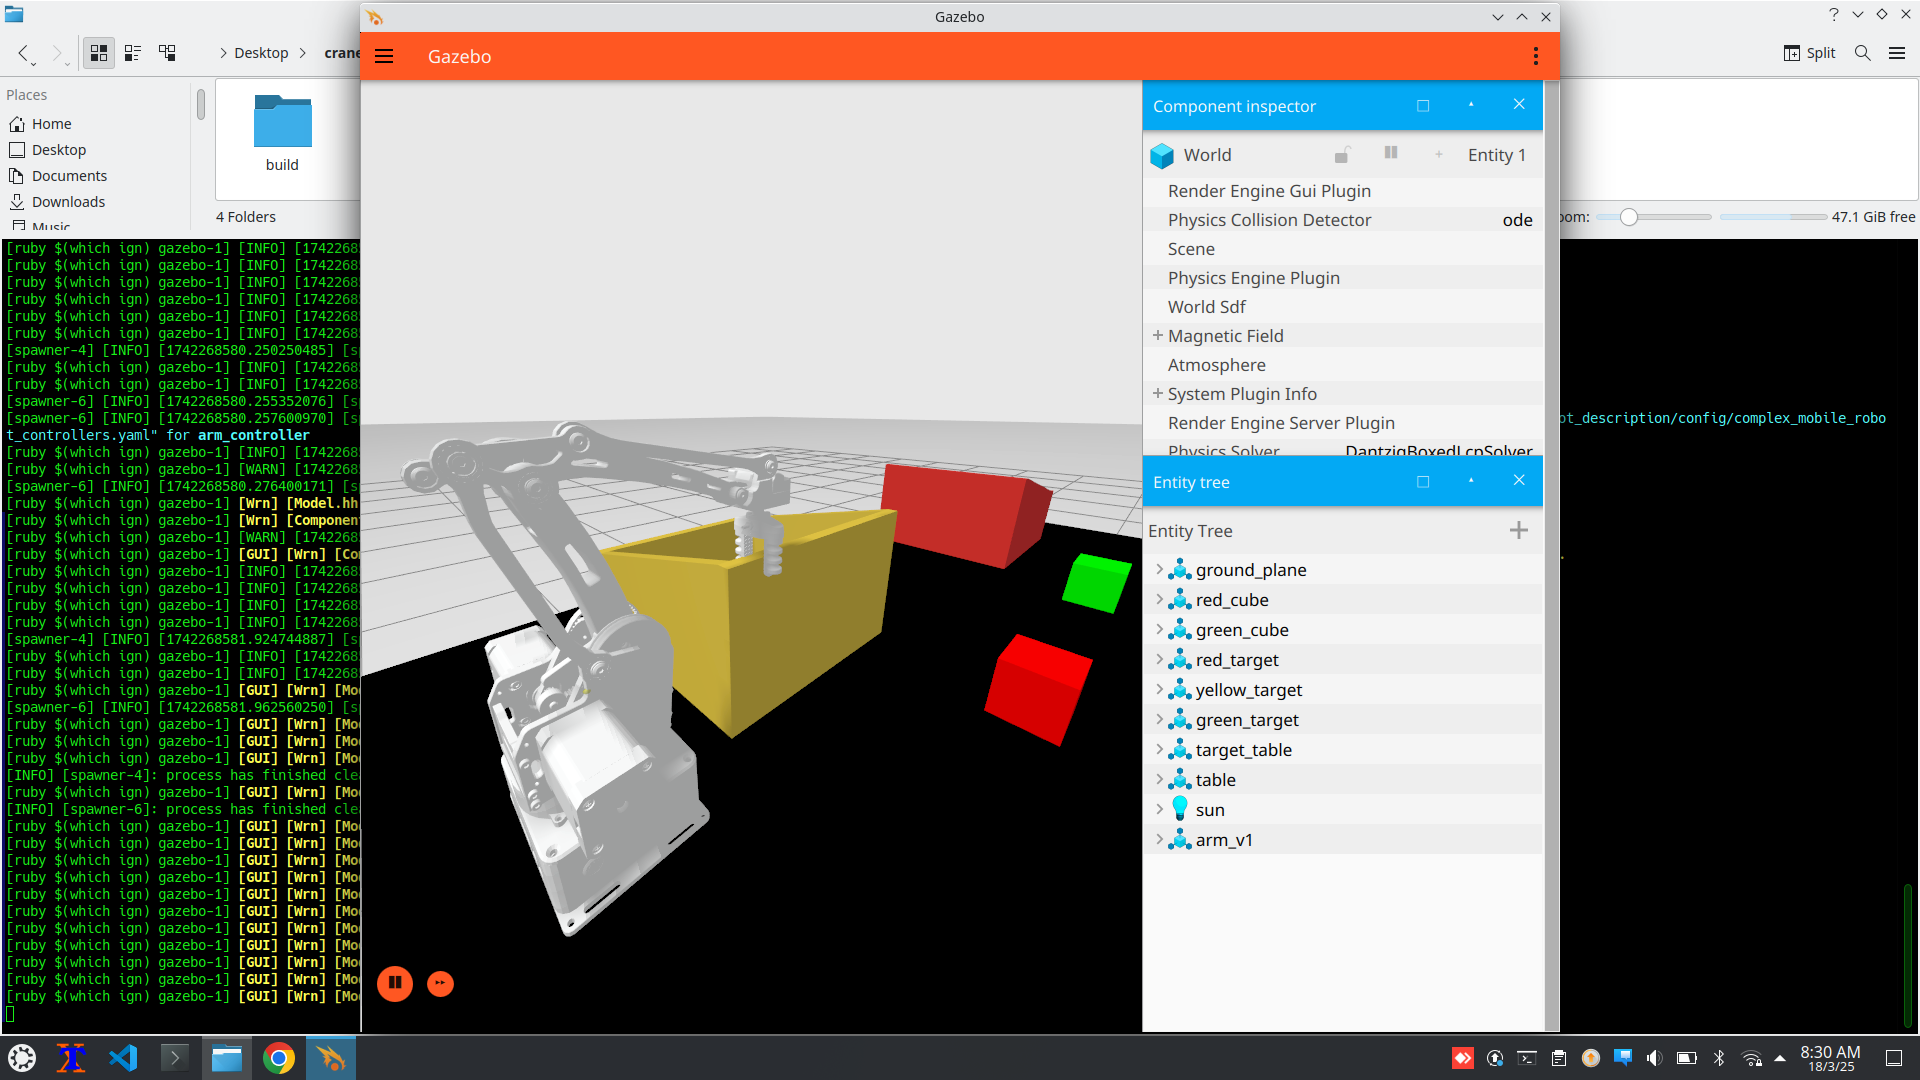 Gazebo
Desktop
crane
Split
Gazebo
Places
Home
Desktop
Documents
Downloads
Music
build
4 Folders
oom:
47.1 GiB free
[ruby $(which ign) gazebo-1] [INFO] [1742268
[ruby $(which ign) gazebo-1] [INFO] [1742268
[ruby $(which ign) gazebo-1] [INFO] [1742268
[ruby $(which ign) gazebo-1] [INFO] [1742268
[ruby $(which ign) gazebo-1] [INFO] [1742268
[ruby $(which ign) gazebo-1] [INFO] [1742268
[spawner-4] [INFO] [1742268580.250250485] [s
[ruby $(which ign) gazebo-1] [INFO] [1742268
[ruby $(which ign) gazebo-1] [INFO] [1742268
[spawner-6] [INFO] [1742268580.255352076] [s
[spawner-6] [INFO] [1742268580.257600970] [s ot_description/config/complex_mobile_robo
t_controllers.yaml" for arm_controller
[ruby $(which ign) gazebo-1] [INFO] [1742268
[ruby $(which ign) gazebo-1] [WARN] [1742268
[spawner-6] [INFO] [1742268580.276400171] [s
[ruby $(which ign) gazebo-1] [Wrn] [Model.hh
[ruby $(which ign) gazebo-1] [Wrn] [Component
[ruby $(which ign) gazebo-1] [WARN] [1742268
[ruby $(which ign) gazebo-1] [GUI] [Wrn] [Co
[ruby $(which ign) gazebo-1] [INFO] [1742268
[ruby $(which ign) gazebo-1] [INFO] [1742268
[ruby $(which ign) gazebo-1] [INFO] [1742268
[ruby $(which ign) gazebo-1] [INFO] [1742268
[spawner-4] [INFO] [1742268581.924744887] [s
[ruby $(which ign) gazebo-1] [INFO] [1742268
[ruby $(which ign) gazebo-1] [INFO] [1742268
[ruby $(which ign) gazebo-1] [GUI] [Wrn] [Mo
[spawner-6] [INFO] [1742268581.962560250] [s
[ruby $(which ign) gazebo-1] [GUI] [Wrn] [Mo
[ruby $(which ign) gazebo-1] [GUI] [Wrn] [Mo
[ruby $(which ign) gazebo-1] [GUI] [Wrn] [Mo
[INFO] [spawner-4]: process has finished cle
[ruby $(which ign) gazebo-1] [GUI] [Wrn] [Mo
[INFO] [spawner-6]: process has finished cle
[ruby $(which ign) gazebo-1] [GUI] [Wrn] [Mo
[ruby $(which ign) gazebo-1] [GUI] [Wrn] [Mo
[ruby $(which ign) gazebo-1] [GUI] [Wrn] [Mo
[ruby $(which ign) gazebo-1] [GUI] [Wrn] [Mo
[ruby $(which ign) gazebo-1] [GUI] [Wrn] [Mo
[ruby $(which ign) gazebo-1] [GUI] [Wrn] [Mo
[ruby $(which ign) gazebo-1] [GUI] [Wrn] [Mo
[ruby $(which ign) gazebo-1] [GUI] [Wrn] [Mo
[ruby $(which ign) gazebo-1] [GUI] [Wrn] [Mo
[ruby $(which ign) gazebo-1] [GUI] [Wrn] [Mo
[ruby $(which ign) gazebo-1] [GUI] [Wrn] [Mo
Component inspector
World
Entity 1
Render Engine Gui Plugin
Physics Collision Detector ode
Scene
Physics Engine Plugin
World Sdf
Magnetic Field
Atmosphere
System Plugin Info
Render Engine Server Plugin
Physics Solver DantzigBoxedLcpSolver
Entity tree
Entity Tree
ground_plane
red_cube
green_cube
red_target
yellow_target
green_target
target_table
table
sun
arm_v1
8:30 AM
18/3/25